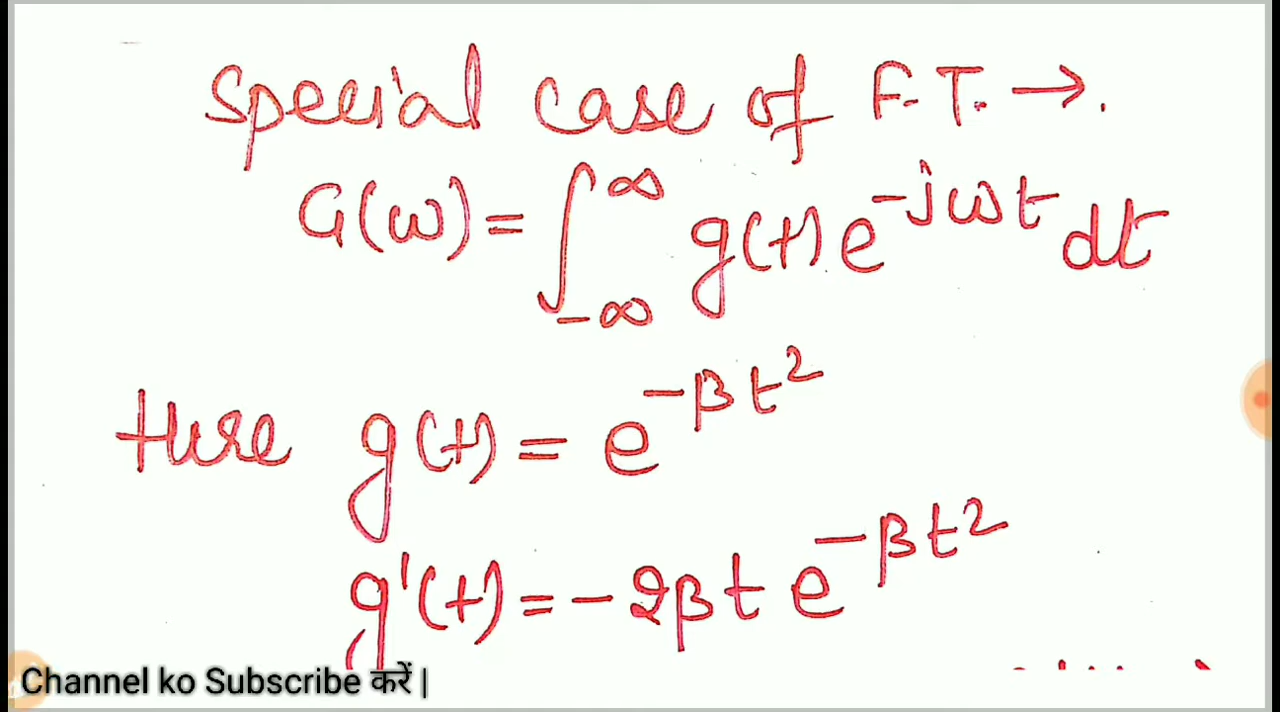 Special case of F.T. →.
G(ω) = ∫_{-∞}^{∞} g(t) e^{-jωt} dt
Here g(t) = e^{-βt²}
g'(t) = -2βt e^{-βt²}
Channel ko Subscribe करें |